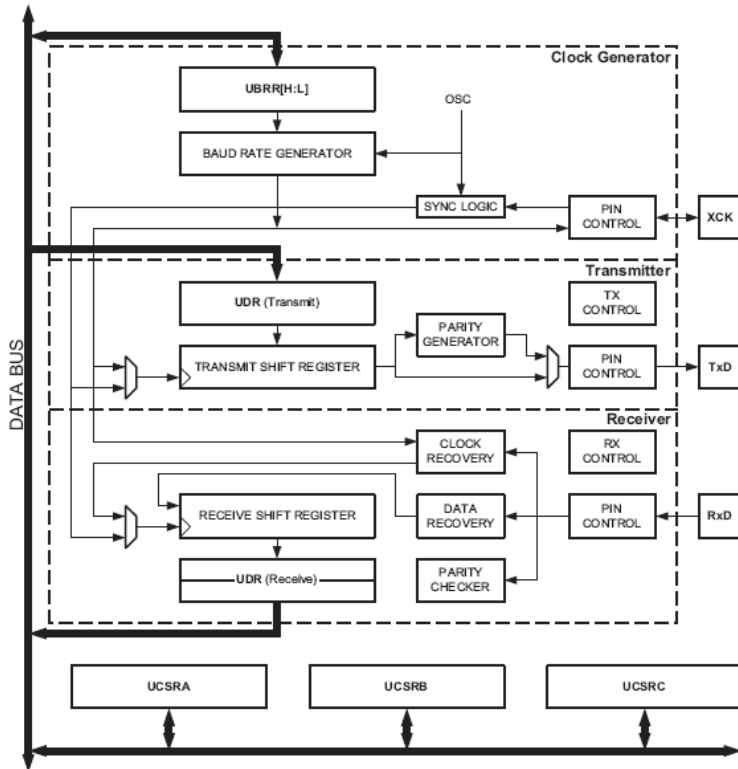 Clock Generator
UBRR[H:L]
OSC
BAUD RATE GENERATOR
SYNC LOGIC
PIN
CONTROL
XCK
Transmitter
UDR (Transmit)
TX
CONTROL
PARITY
GENERATOR
TRANSMIT SHIFT REGISTER
PIN
CONTROL
TxD
DATA BUS
Receiver
CLOCK
RECOVERY
RX
CONTROL
RECEIVE SHIFT REGISTER
DATA
RECOVERY
PIN
CONTROL
RxD
UDR (Receive)
PARITY
CHECKER
UCSRA
UCSRB
UCSRC